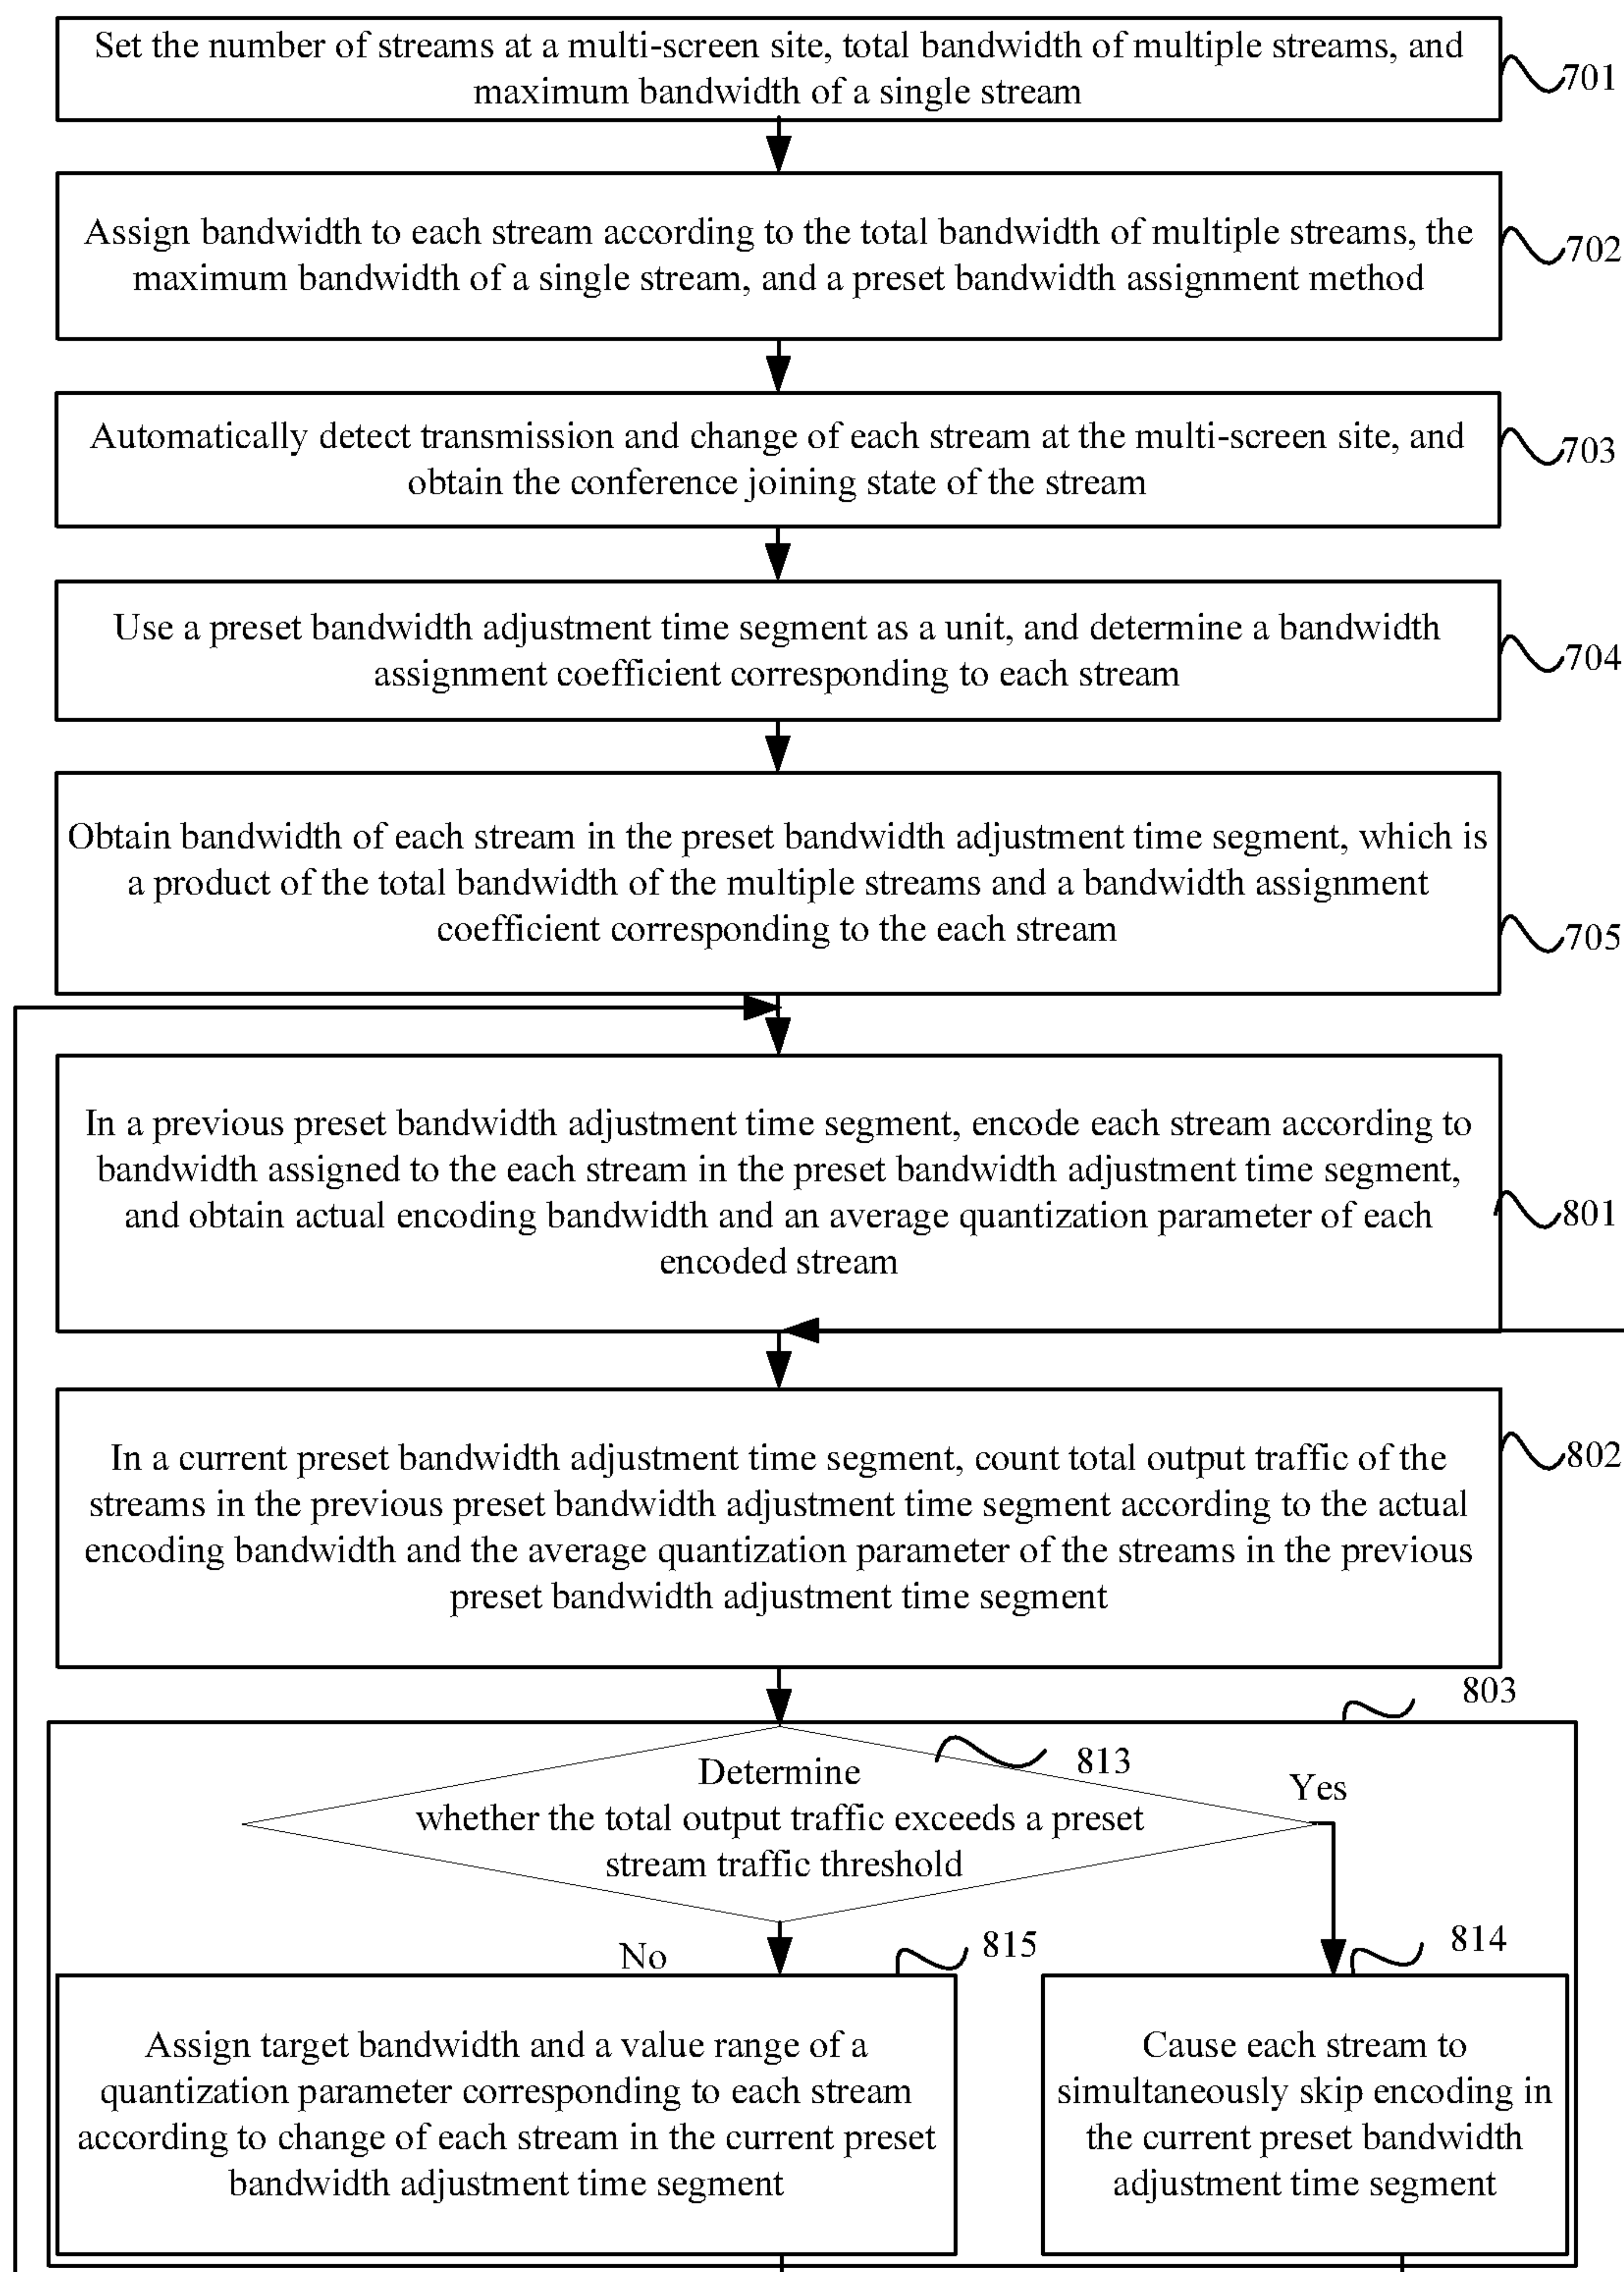 Set the number of streams at a multi-screen site, total bandwidth of multiple streams, and
maximum bandwidth of a single stream
701
Assign bandwidth to each stream according to the total bandwidth of multiple streams, the
maximum bandwidth of a single stream, and a preset bandwidth assignment method
702
Automatically detect transmission and change of each stream at the multi-screen site, and
obtain the conference joining state of the stream
703
Use a preset bandwidth adjustment time segment as a unit, and determine a bandwidth
assignment coefficient corresponding to each stream
704
Obtain bandwidth of each stream in the preset bandwidth adjustment time segment, which is
a product of the total bandwidth of the multiple streams and a bandwidth assignment
coefficient corresponding to the each stream
705
In a previous preset bandwidth adjustment time segment, encode each stream according to
bandwidth assigned to the each stream in the preset bandwidth adjustment time segment,
and obtain actual encoding bandwidth and an average quantization parameter of each
encoded stream
801
In a current preset bandwidth adjustment time segment, count total output traffic of the
streams in the previous preset bandwidth adjustment time segment according to the actual
encoding bandwidth and the average quantization parameter of the streams in the previous
preset bandwidth adjustment time segment
802
803
813
Determine
whether the total output traffic exceeds a preset
stream traffic threshold
Yes
No
815
814
Assign target bandwidth and a value range of a
quantization parameter corresponding to each stream
according to change of each stream in the current preset
bandwidth adjustment time segment
Cause each stream to
simultaneously skip encoding in
the current preset bandwidth
adjustment time segment